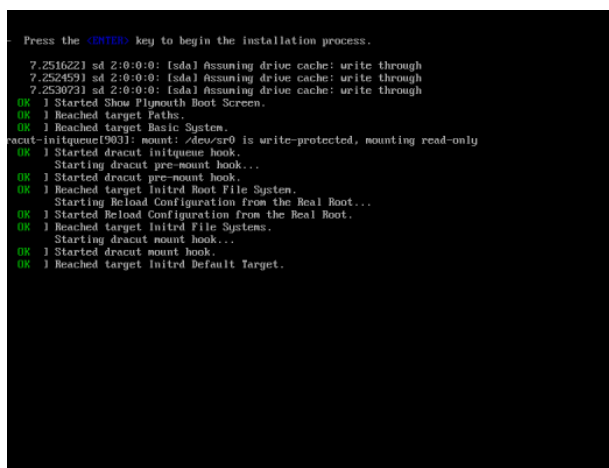 - Press the <ENTER> key to begin the installation process.
7.251622] sd 2:0:0:0: [sda] Assuming drive cache: write through
7.252459] sd 2:0:0:0: [sda] Assuming drive cache: write through
7.253073] sd 2:0:0:0: [sda] Assuming drive cache: write through
OK ] Started Show Plymouth Boot Screen.
OK ] Reached target Paths.
OK ] Reached target Basic System.
racut-initqueue[903]: mount: /dev/sr0 is write-protected, mounting read-only
OK ] Started dracut initqueue hook.
Starting dracut pre-mount hook...
OK ] Started dracut pre-mount hook.
OK ] Reached target Initrd Root File System.
Starting Reload Configuration from the Real Root...
OK ] Started Reload Configuration from the Real Root.
OK ] Reached target Initrd File Systems.
Starting dracut mount hook...
OK ] Started dracut mount hook.
OK ] Reached target Initrd Default Target.